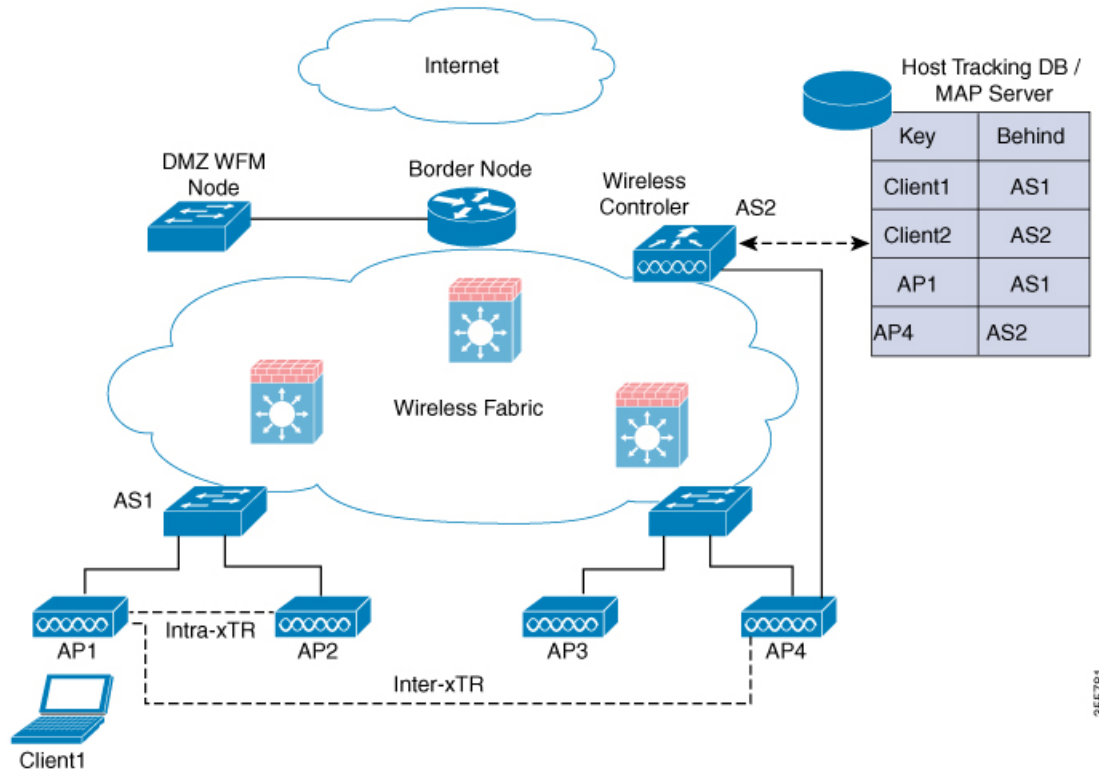 Internet
Host Tracking DB /
MAP Server
Key Behind
Client1 AS1
Client2 AS2
AP1 AS1
AP4 AS2
DMZ WFM
Node
Border Node
Wireless
Controler
AS2
Wireless Fabric
AS1
AP1
Intra-xTR
AP2
AP3
AP4
Inter-xTR
Client1
355781